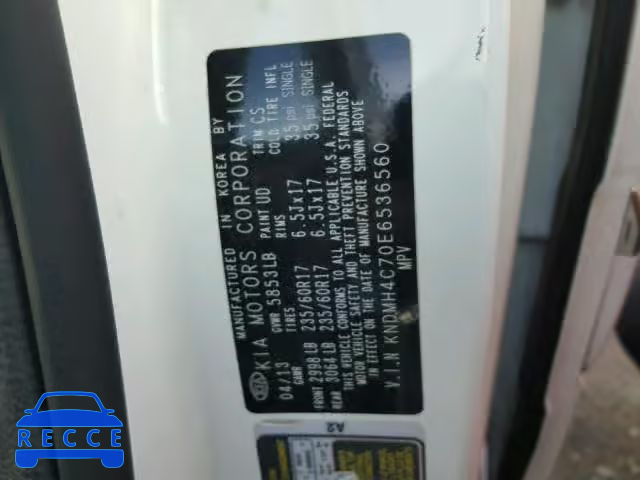 MANUFACTURED IN KOREA BY
KIA MOTORS CORPORATION
04/13 GVWR 5853LB PAINT UD TRIM CS
GAWR TIRES RIMS COLD TIRE INFL
FRONT 2998 LB 235/60R17 6.5Jx17 35 psi SINGLE
REAR 3064 LB 235/60R17 6.5Jx17 35 psi SINGLE
THIS VEHICLE CONFORMS TO ALL APPLICABLE U.S.A. FEDERAL
MOTOR VEHICLE SAFETY AND THEFT PREVENTION STANDARDS
IN EFFECT ON THE DATE OF MANUFACTURE SHOWN ABOVE
V.I.N KNDMH4C70E6536560
MPV
A2
RECCE